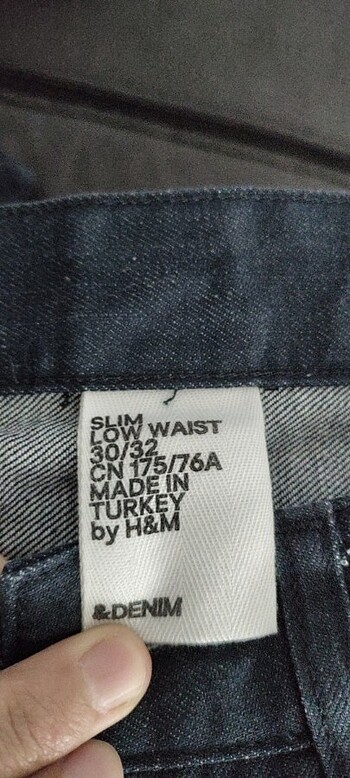 SLIM
LOW WAIST
30/32
CN 175/76A
MADE IN
TURKEY
by H&M
&DENIM